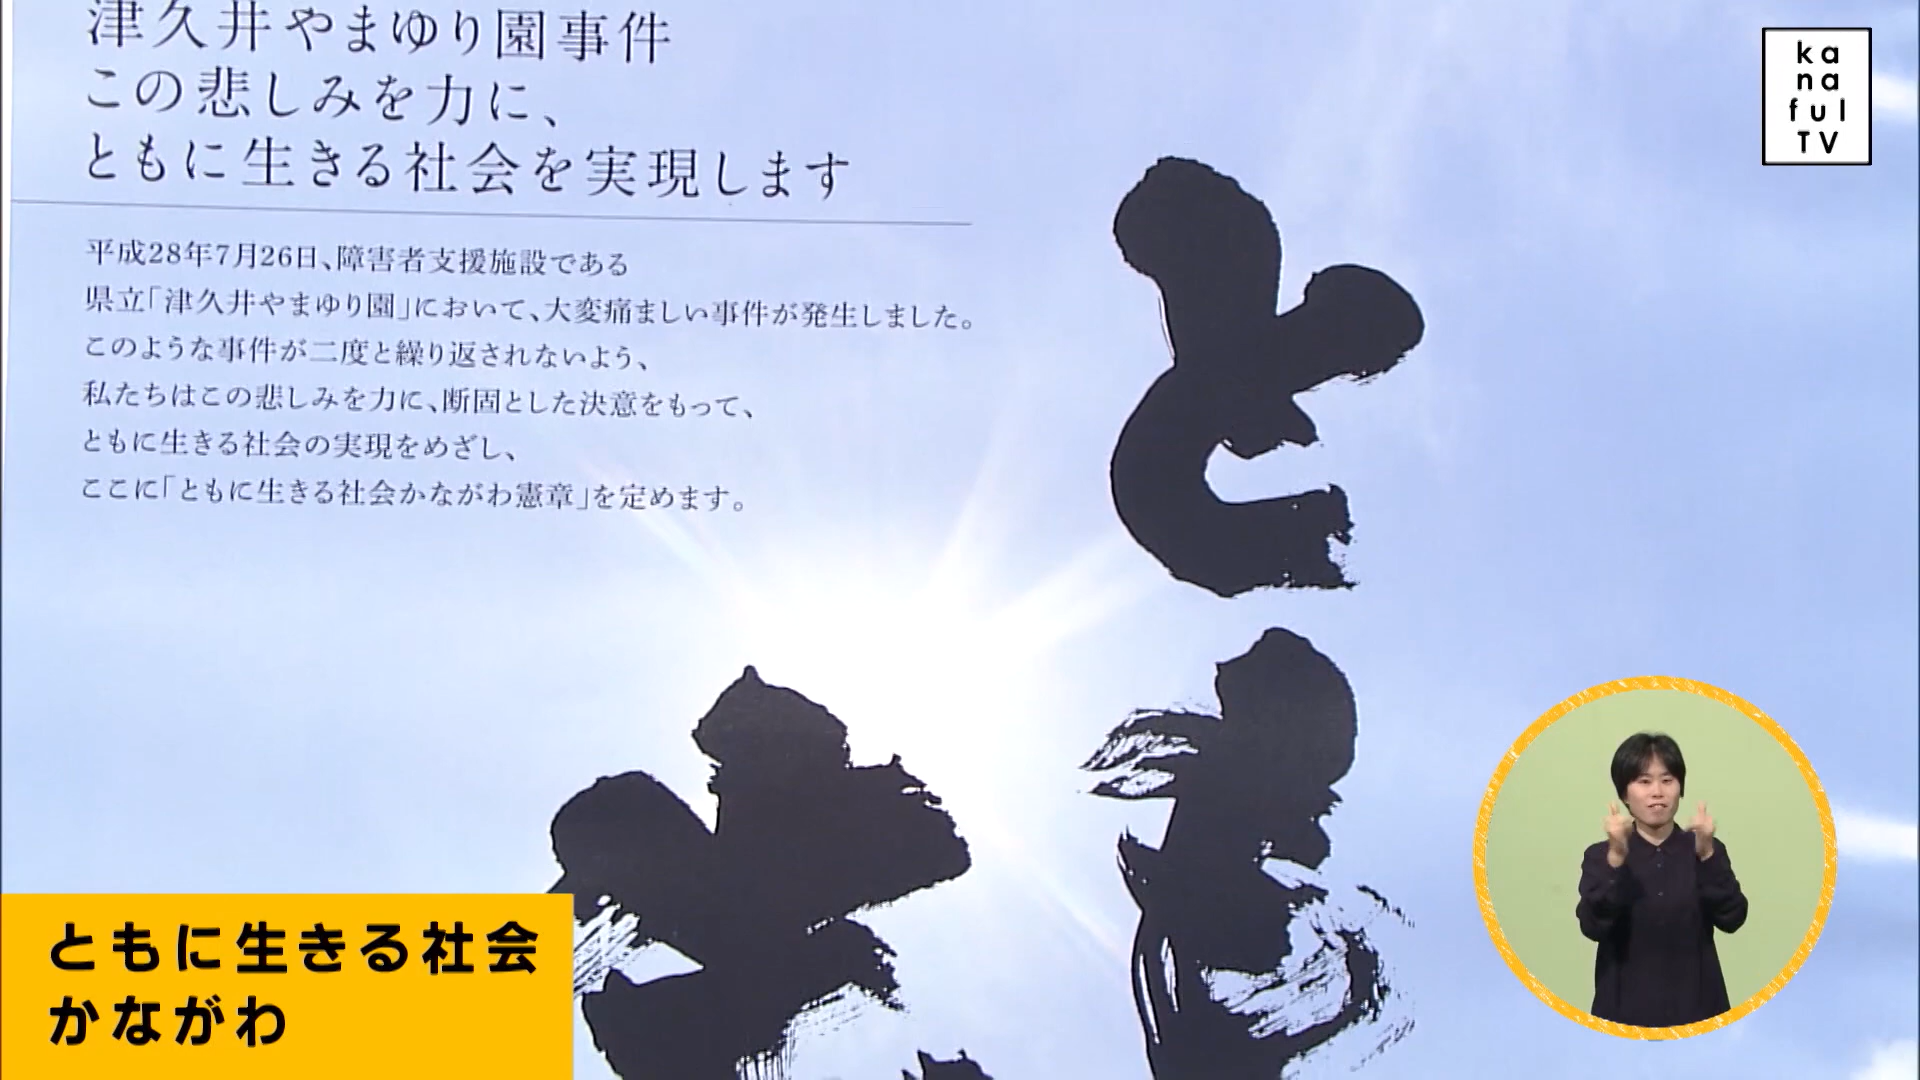 津久井やまゆり園事件
この悲しみを力に、
ともに生きる社会を実現します
平成28年7月26日、障害者支援施設である
県立「津久井やまゆり園」において、大変痛ましい事件が発生しました。
このような事件が二度と繰り返されないよう、
私たちはこの悲しみを力に、断固とした決意をもって、
ともに生きる社会の実現をめざし、
ここに「ともに生きる社会かながわ憲章」を定めます。
とも
ka
na
ful
TV
ともに生きる社会
かながわ